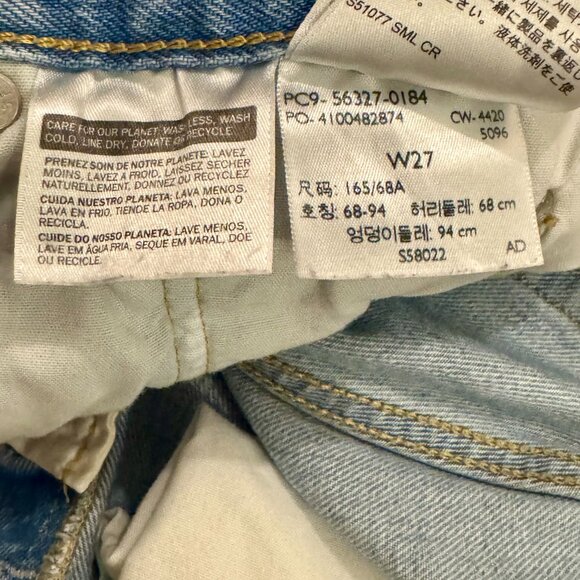 CARE FOR OUR PLANET: WASH LESS, WASH
COLD, LINE DRY, DONATE OR RECYCLE.
PRENEZ SOIN DE NOTRE PLANÈTE: LAVEZ
MOINS, LAVEZ À FROID, LAISSEZ SÉCHER
NATURELLEMENT, DONNEZ OU RECYCLEZ
CUIDA NUESTRO PLANETA: LAVA MENOS,
LAVA EN FRIO, TIENDE LA ROPA, DONA O
RECICLA.
CUIDE DO NOSSO PLANETA: LAVE MENOS,
LAVE EM ÁGUA FRIA, SEQUE EM VARAL, DOE
OU RECICLE.
S51077 SML CR
PC9- 56327-0184
PO- 4100482874 CW-4420
5096
W27
尺码: 165/68A
호칭: 68-94 허리둘레: 68 cm
엉덩이둘레: 94 cm
S58022 AD